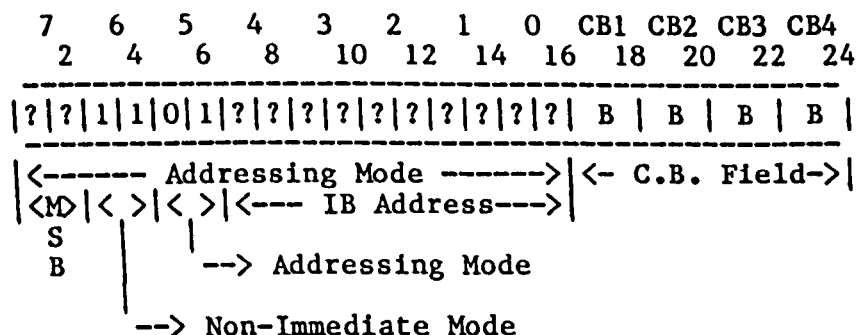 7 6 5 4 3 2 1 0 CB1 CB2 CB3 CB4
2 4 6 8 10 12 14 16 18 20 22 24
|?|?|1|1|0|1|?|?|?|?|?|?|?|?|?|?| B | B | B | B |
|<------ Addressing Mode ------>|<- C.B. Field->|
|<M>|< >|< >|<--- IB Address--->|
S
B --> Addressing Mode
--> Non-Immediate Mode